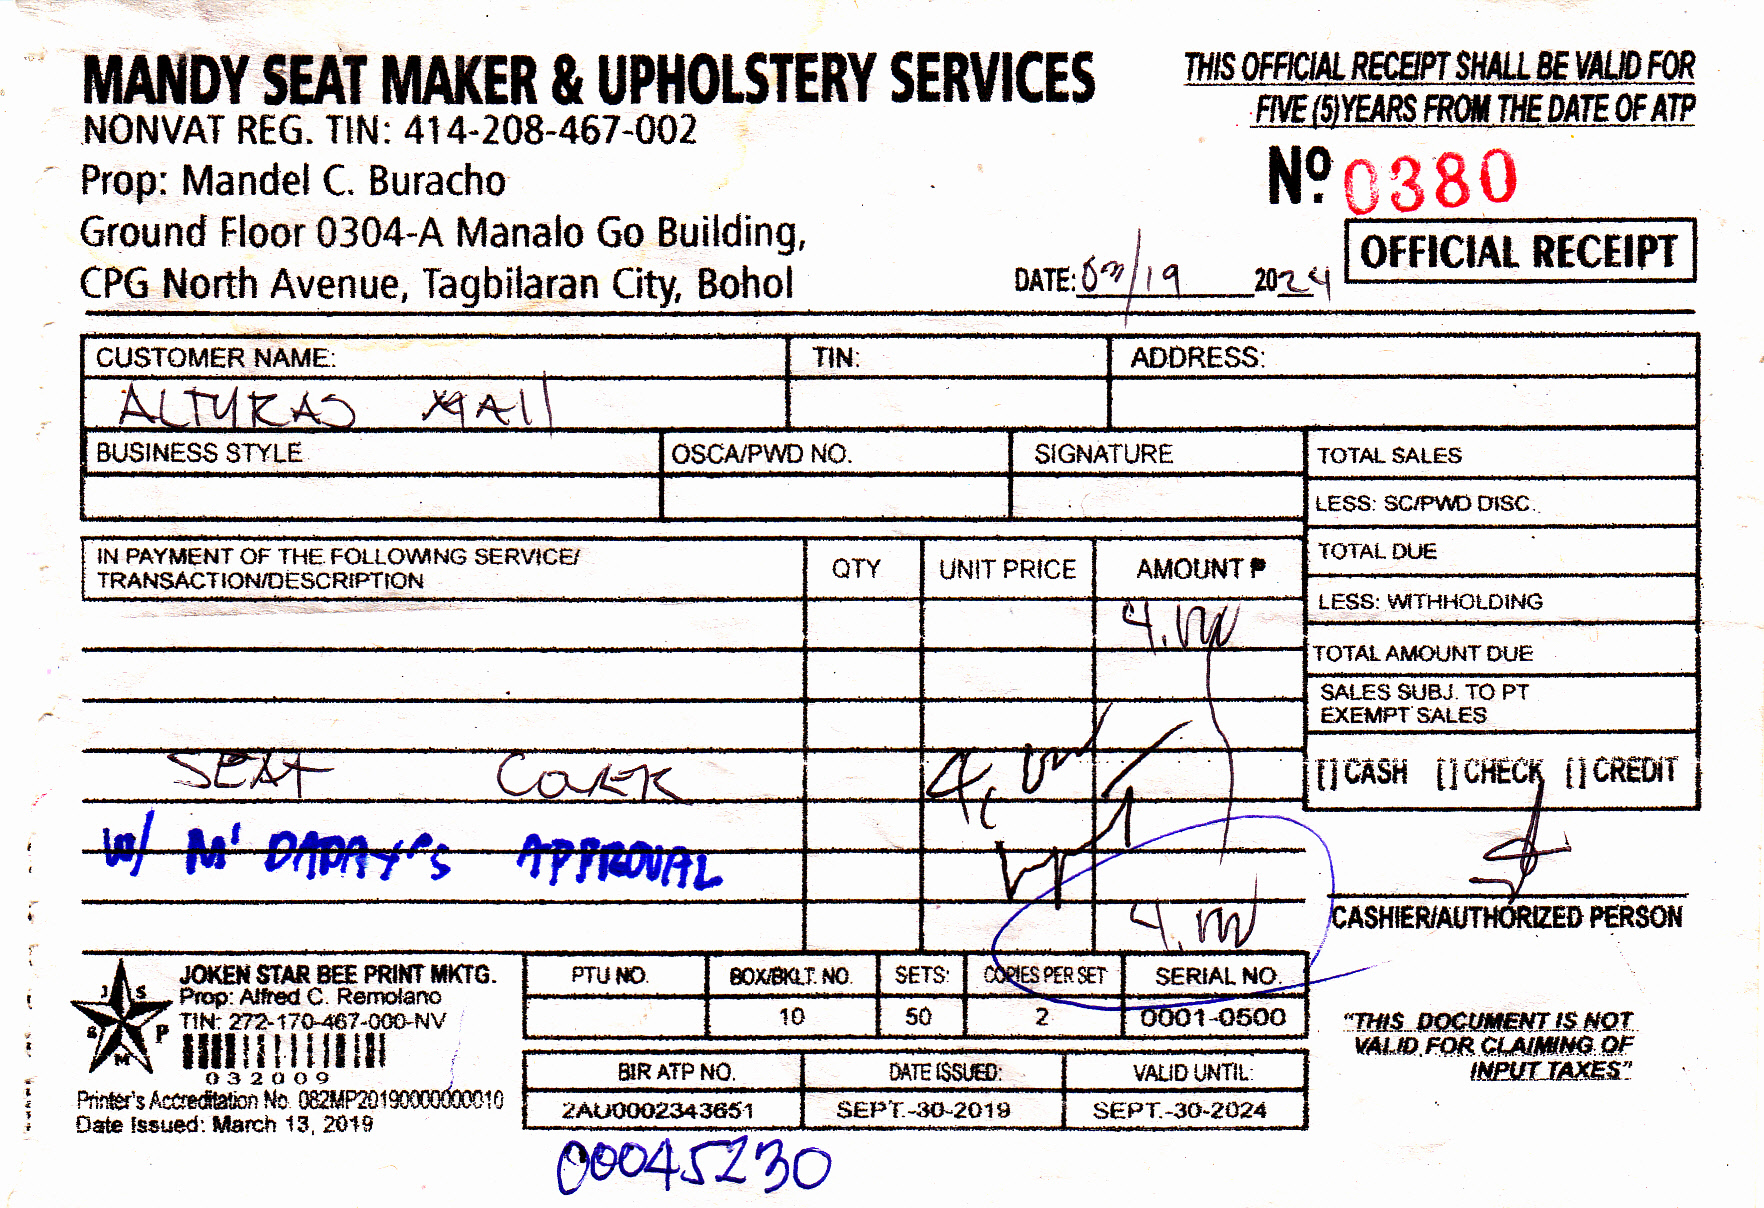 MANDY SEAT MAKER & UPHOLSTERY SERVICES
NONVAT REG. TIN: 414-208-467-002
Prop: Mandel C. Buracho
Ground Floor 0304-A Manalo Go Building,
CPG North Avenue, Tagbilaran City, Bohol
THIS OFFICIAL RECEIPT SHALL BE VALID FOR
FIVE (5) YEARS FROM THE DATE OF ATP
Nº. 0380
OFFICIAL RECEIPT
DATE: 03/19 2024
CUSTOMER NAME: TIN: ADDRESS:
ALTURAS MALL
BUSINESS STYLE OSCA/PWD NO. SIGNATURE
TOTAL SALES
LESS: SC/PWD DISC.
TOTAL DUE
LESS: WITHHOLDING
TOTAL AMOUNT DUE
SALES SUBJ. TO PT
EXEMPT SALES
[ ] CASH [ ] CHECK [ ] CREDIT
IN PAYMENT OF THE FOLLOWING SERVICE/
TRANSACTION/DESCRIPTION
QTY UNIT PRICE AMOUNT ₱
SEAT COVER
W/ M' DADAY'S APPROVAL
CASHIER/AUTHORIZED PERSON
JOKEN STAR BEE PRINT MKTG.
Prop: Alfred C. Remolano
TIN: 272-170-467-000-NV
J S B P M
032009
Printer's Accreditation No. 082MP20190000000010
Date Issued: March 13, 2019
PTU NO. BOX/BKLT. NO. SETS: COPIES PER SET SERIAL NO.
10 50 2 0001-0500
BIR ATP NO. DATE ISSUED: VALID UNTIL:
2AU0002343651 SEPT.-30-2019 SEPT.-30-2024
"THIS DOCUMENT IS NOT
VALID FOR CLAIMING OF
INPUT TAXES"
00045230